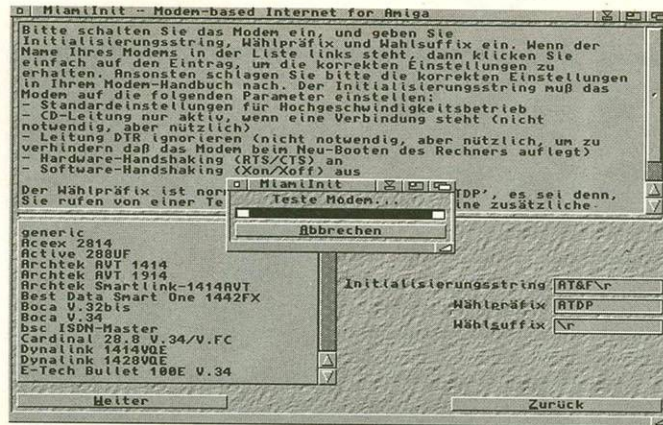 MiamiInit - Modem-based Internet for Amiga
Bitte schalten Sie das Modem ein, und geben Sie
Initialisierungsstring, Wählpräfix und Wahlsuffix ein. Wenn der
Name Ihres Modems in der Liste links steht, dann klicken Sie
einfach auf den Eintrag, um die korrekten Einstellungen zu
erhalten. Ansonsten schlagen Sie bitte die korrekten Einstellungen
in Ihrem Modem-Handbuch nach. Der Initialisierungsstring muß das
Modem auf die folgenden Parameter einstellen:
- Standardeinstellungen für Hochgeschwindigkeitsbetrieb
- CD-Leitung nur aktiv, wenn eine Verbindung steht (nicht
notwendig, aber nützlich)
- Leitung DTR ignorieren (nicht notwendig, aber nützlich, um zu
verhindern daß das Modem beim Neu-Booten des Rechners auflegt)
- Hardware-Handshaking (RTS/CTS) an
- Software-Handshaking (Xon/Xoff) aus
Der Wählpräfix ist nor TDP', es sei denn,
Sie rufen von einer Te ine zusätzliche
MiamiInit
Teste Modem...
Abbrechen
generic
Aceex 2814
Active 288UF
Archtek AVT 1414
Archtek AVT 1914
Archtek Smartlink-1414AVT
Best Data Smart One 1442FX
Boca V.32bis
Boca V.34
bsc ISDN-Master
Cardinal 28.8 V.34/V.FC
Dynalink 1414VQE
Dynalink 1428VQE
E-Tech Bullet 100E V.34
Initialisierungsstring AT&F\r
Wählpräfix ATDP
Wählsuffix \r
Weiter
Zurück